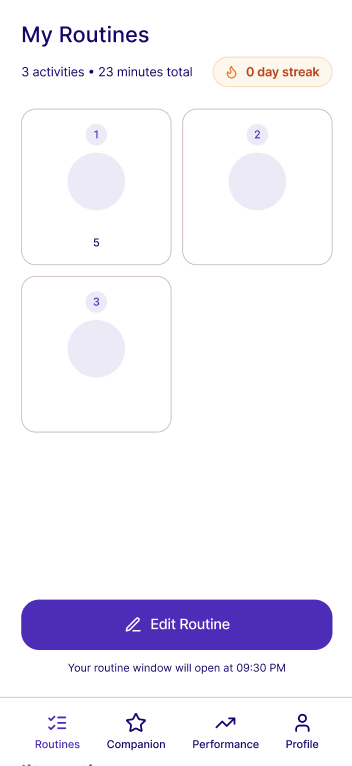 My Routines
3 activities • 23 minutes total
0 day streak
1
2
5
3
Edit Routine
Your routine window will open at 09:30 PM
Routines
Companion
Performance
Profile